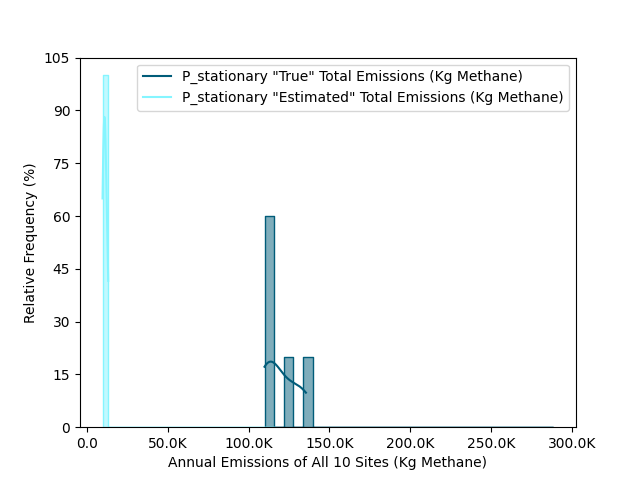 P_stationary "True" Total Emissions (Kg Methane)
P_stationary "Estimated" Total Emissions (Kg Methane)
105
90
75
60
45
30
15
0
Relative Frequency (%)
0.0 50.0K 100.0K 150.0K 200.0K 250.0K 300.0K
Annual Emissions of All 10 Sites (Kg Methane)